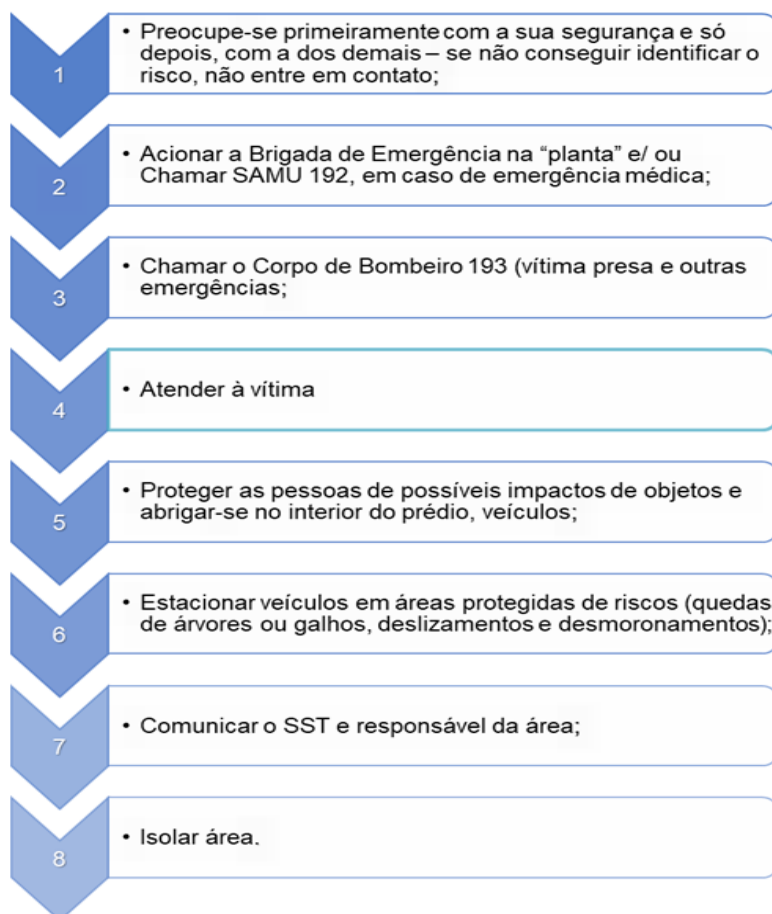 1
• Preocupe-se primeiramente com a sua segurança e só
depois, com a dos demais – se não conseguir identificar o
risco, não entre em contato;
2
• Acionar a Brigada de Emergência na “planta” e/ ou
Chamar SAMU 192, em caso de emergência médica;
3
• Chamar o Corpo de Bombeiro 193 (vítima presa e outras
emergências;
4
• Atender à vítima
5
• Proteger as pessoas de possíveis impactos de objetos e
abrigar-se no interior do prédio, veículos;
6
• Estacionar veículos em áreas protegidas de riscos (quedas
de árvores ou galhos, deslizamentos e desmoronamentos);
7
• Comunicar o SST e responsável da área;
8
• Isolar área.